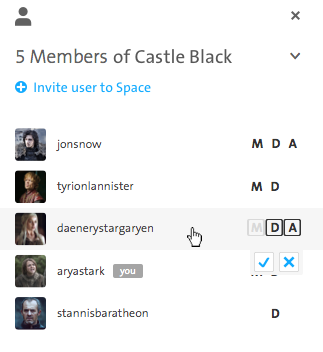 5 Members of Castle Black
Invite user to Space
jonsnow M D A
tyrionlannister M D
daenerystargaryen M D A
aryastark you
stannisbaratheon D